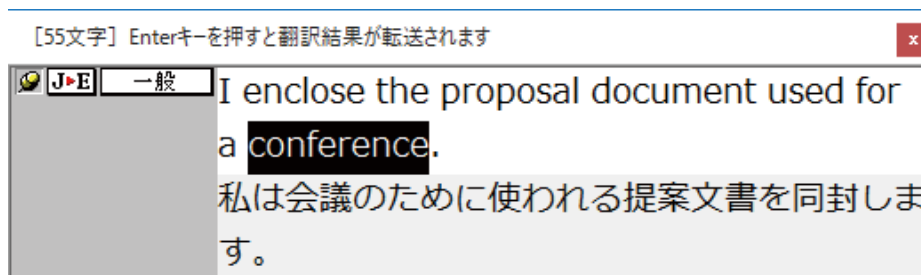 [55文字] Enterキーを押すと翻訳結果が転送されます
x
J▸E 一般
I enclose the proposal document used for
a conference.
私は会議のために使われる提案文書を同封しま
す。